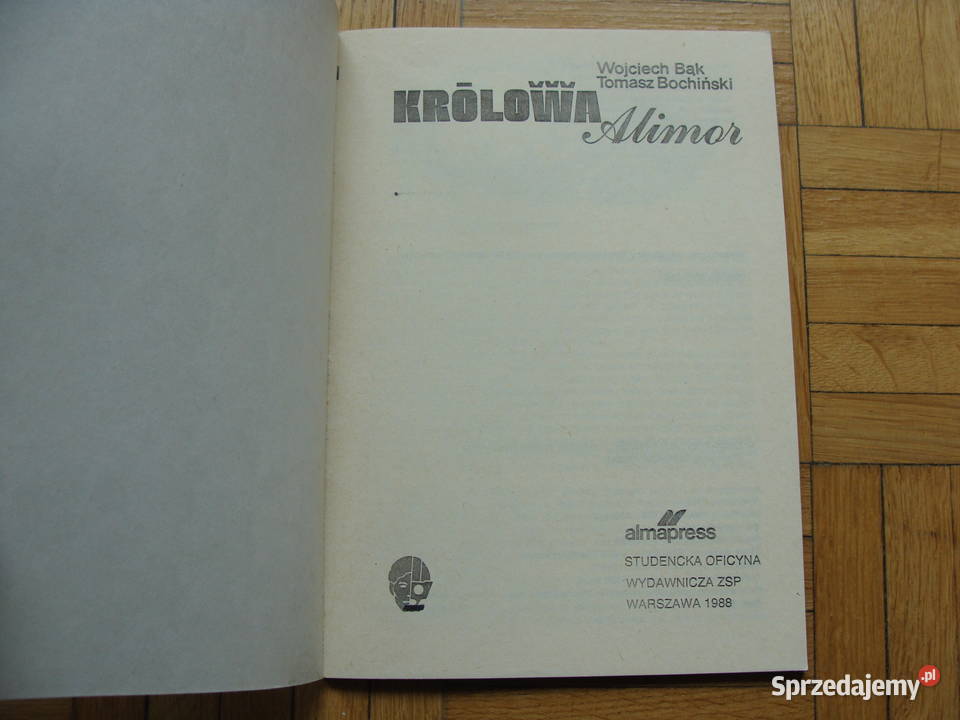 Wojciech Bąk
Tomasz Bochiński
KRÓLOWA
Alimor
almapress
STUDENCKA OFICYNA
WYDAWNICZA ZSP
WARSZAWA 1988
Sprzedajemy.pl